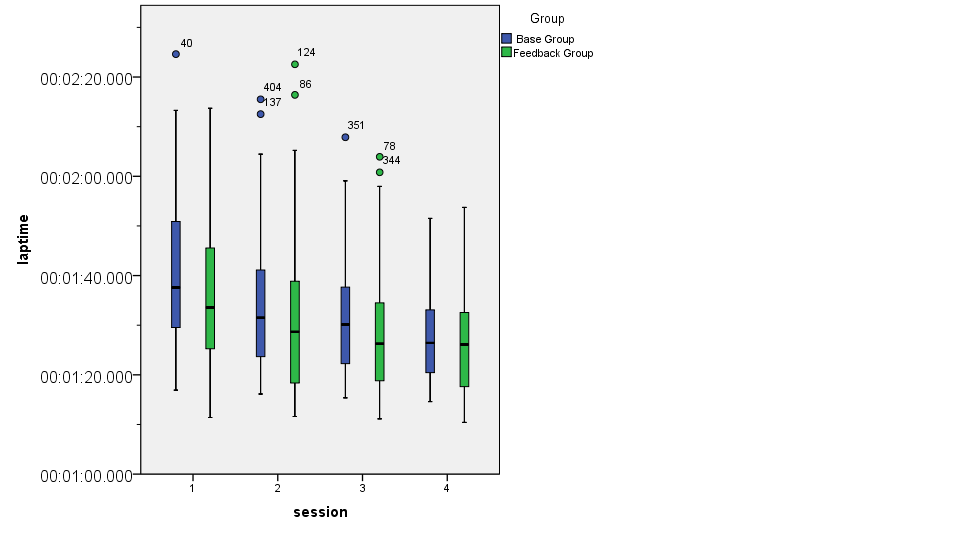 Group
Base Group
Feedback Group
40
124
404
86
137
351
78
344
00:02:20.000
00:02:00.000
00:01:40.000
00:01:20.000
00:01:00.000
laptime
1 2 3 4
session